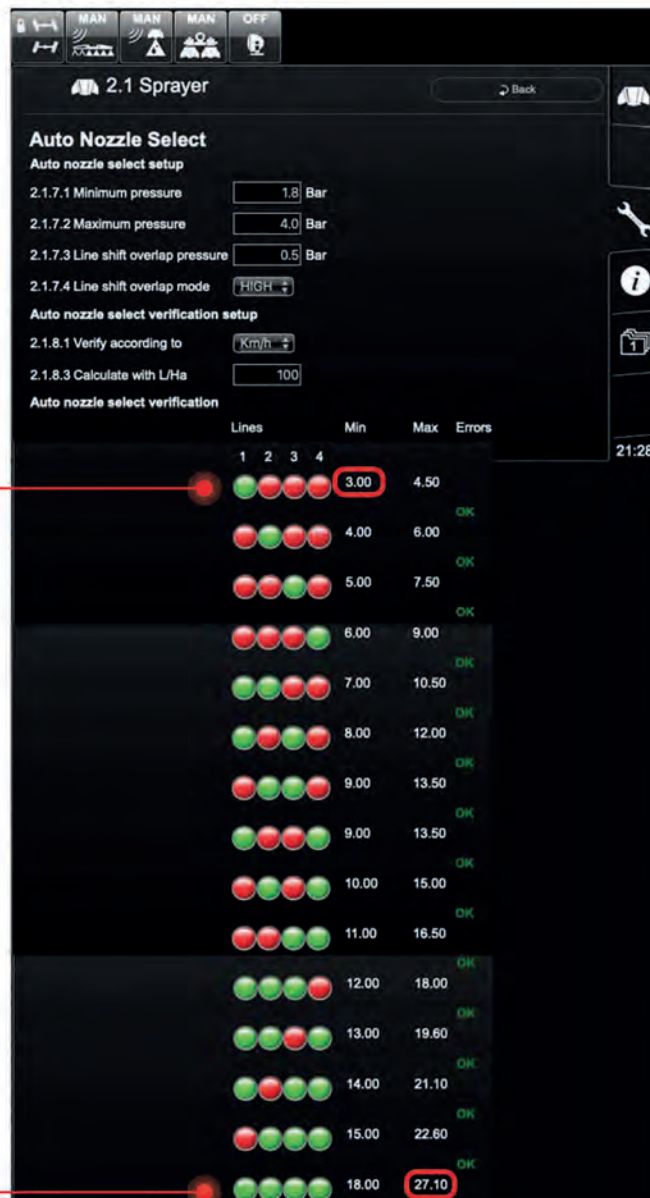 MAN MAN MAN OFF
2.1 Sprayer
Back
Auto Nozzle Select
Auto nozzle select setup
2.1.7.1 Minimum pressure 1.8 Bar
2.1.7.2 Maximum pressure 4.0 Bar
2.1.7.3 Line shift overlap pressure 0.5 Bar
2.1.7.4 Line shift overlap mode HIGH
Auto nozzle select verification setup
2.1.8.1 Verify according to Km/h
2.1.8.3 Calculate with L/Ha 100
Auto nozzle select verification
i
1
21:28
Lines Min Max Errors
1 2 3 4
3.00 4.50
OK
4.00 6.00
OK
5.00 7.50
OK
6.00 9.00
OK
7.00 10.50
OK
8.00 12.00
OK
9.00 13.50
OK
9.00 13.50
OK
10.00 15.00
OK
11.00 16.50
OK
12.00 18.00
OK
13.00 19.60
OK
14.00 21.10
OK
15.00 22.60
OK
18.00 27.10